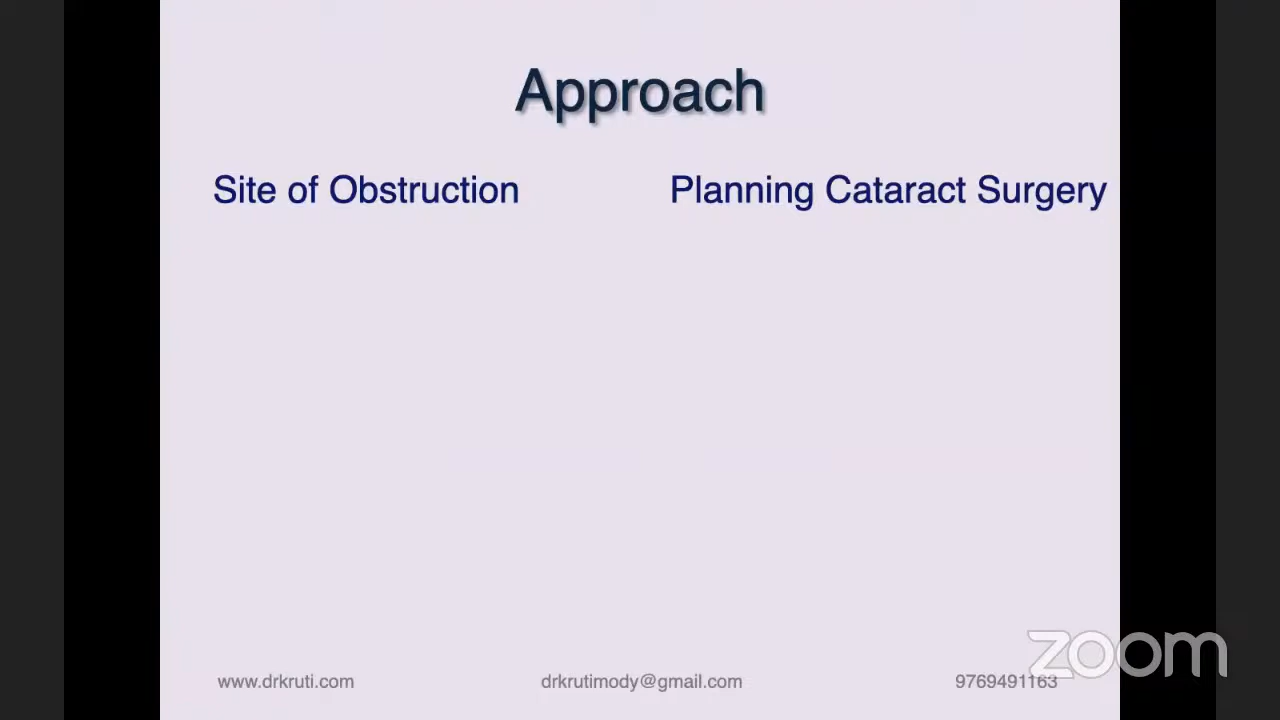 Approach
Site of Obstruction
Planning Cataract Surgery
www.drkruti.com
drkrutimody@gmail.com
9769491163
zoom